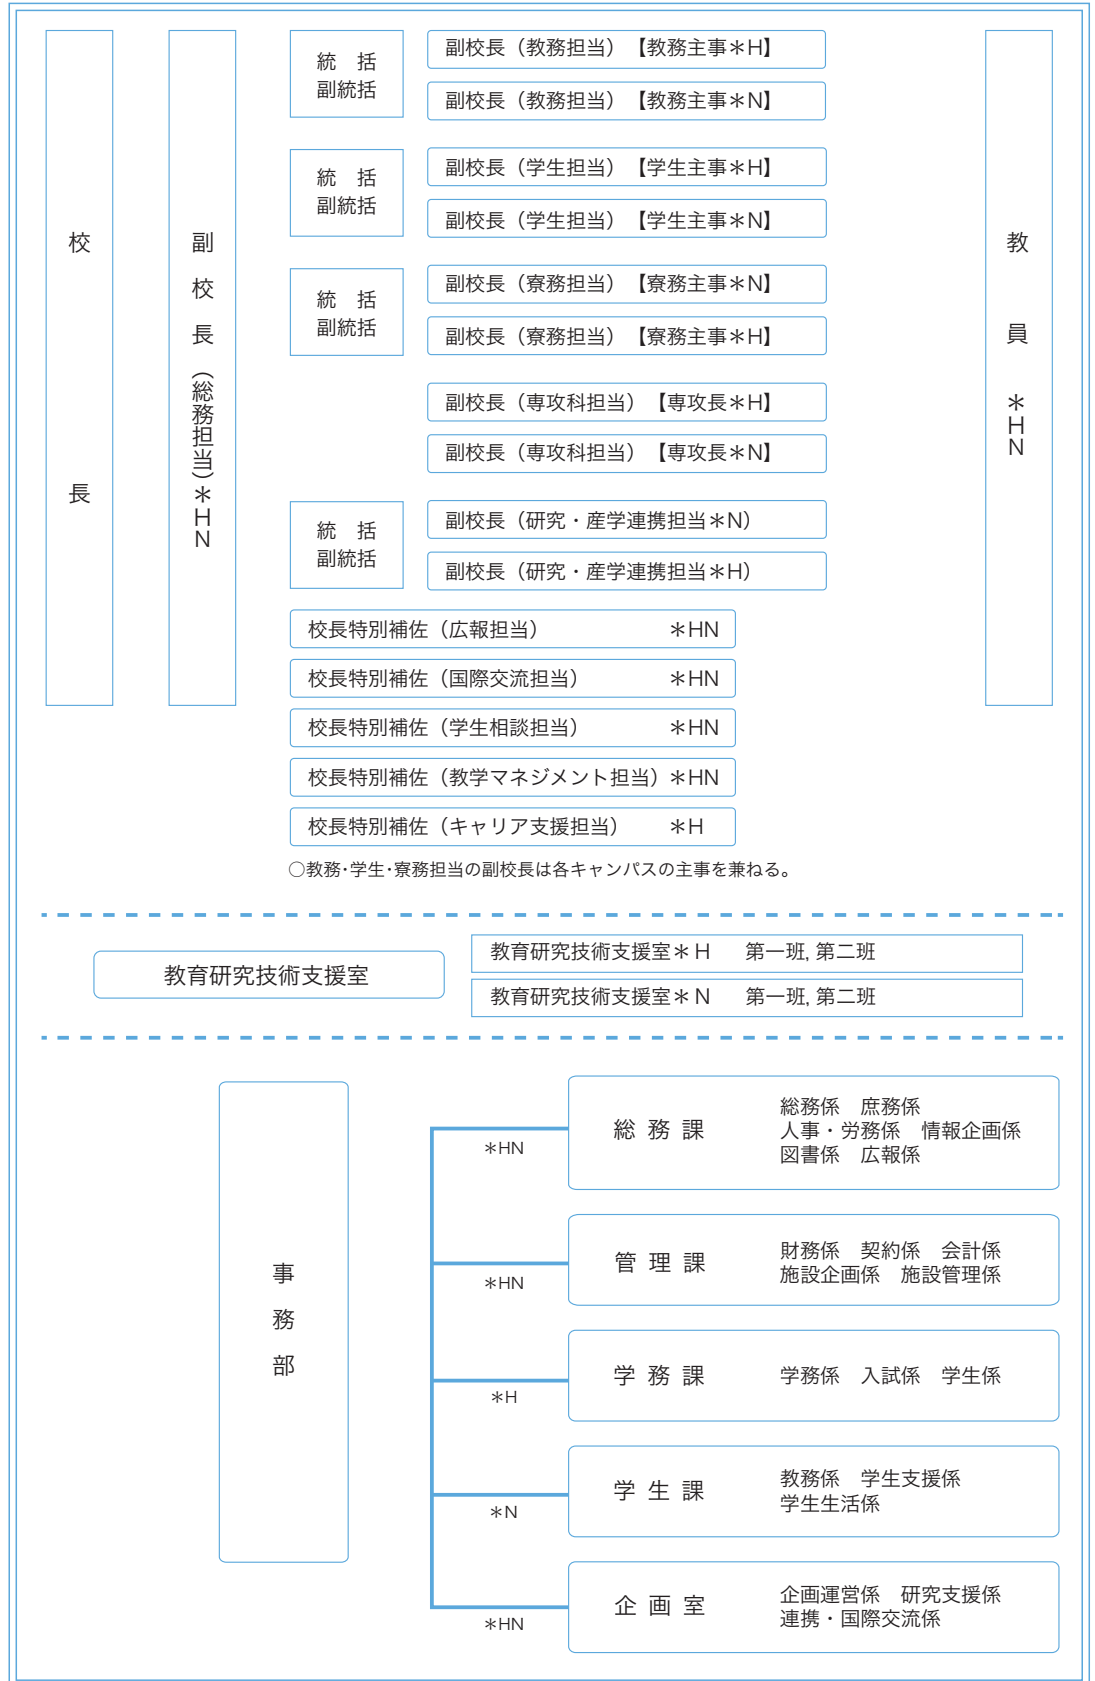 校長
副校長（総務担当）＊HN
統　括
副統括
副校長（教務担当）【教務主事＊H】
副校長（教務担当）【教務主事＊N】
統　括
副統括
副校長（学生担当）【学生主事＊H】
副校長（学生担当）【学生主事＊N】
統　括
副統括
副校長（寮務担当）【寮務主事＊N】
副校長（寮務担当）【寮務主事＊H】
副校長（専攻科担当）【専攻長＊H】
副校長（専攻科担当）【専攻長＊N】
統　括
副統括
副校長（研究・産学連携担当＊N）
副校長（研究・産学連携担当＊H）
校長特別補佐（広報担当）　＊HN
校長特別補佐（国際交流担当）　＊HN
校長特別補佐（学生相談担当）　＊HN
校長特別補佐（教学マネジメント担当）＊HN
校長特別補佐（キャリア支援担当）　＊H
教員　＊HN
○教務･学生･寮務担当の副校長は各キャンパスの主事を兼ねる。
教育研究技術支援室
教育研究技術支援室＊H　第一班, 第二班
教育研究技術支援室＊N　第一班, 第二班
事務部
＊HN
総務課
総務係　庶務係
人事・労務係　情報企画係
図書係　広報係
＊HN
管理課
財務係　契約係　会計係
施設企画係　施設管理係
＊H
学務課
学務係　入試係　学生係
＊N
学生課
教務係　学生支援係
学生生活係
＊HN
企画室
企画運営係　研究支援係
連携・国際交流係